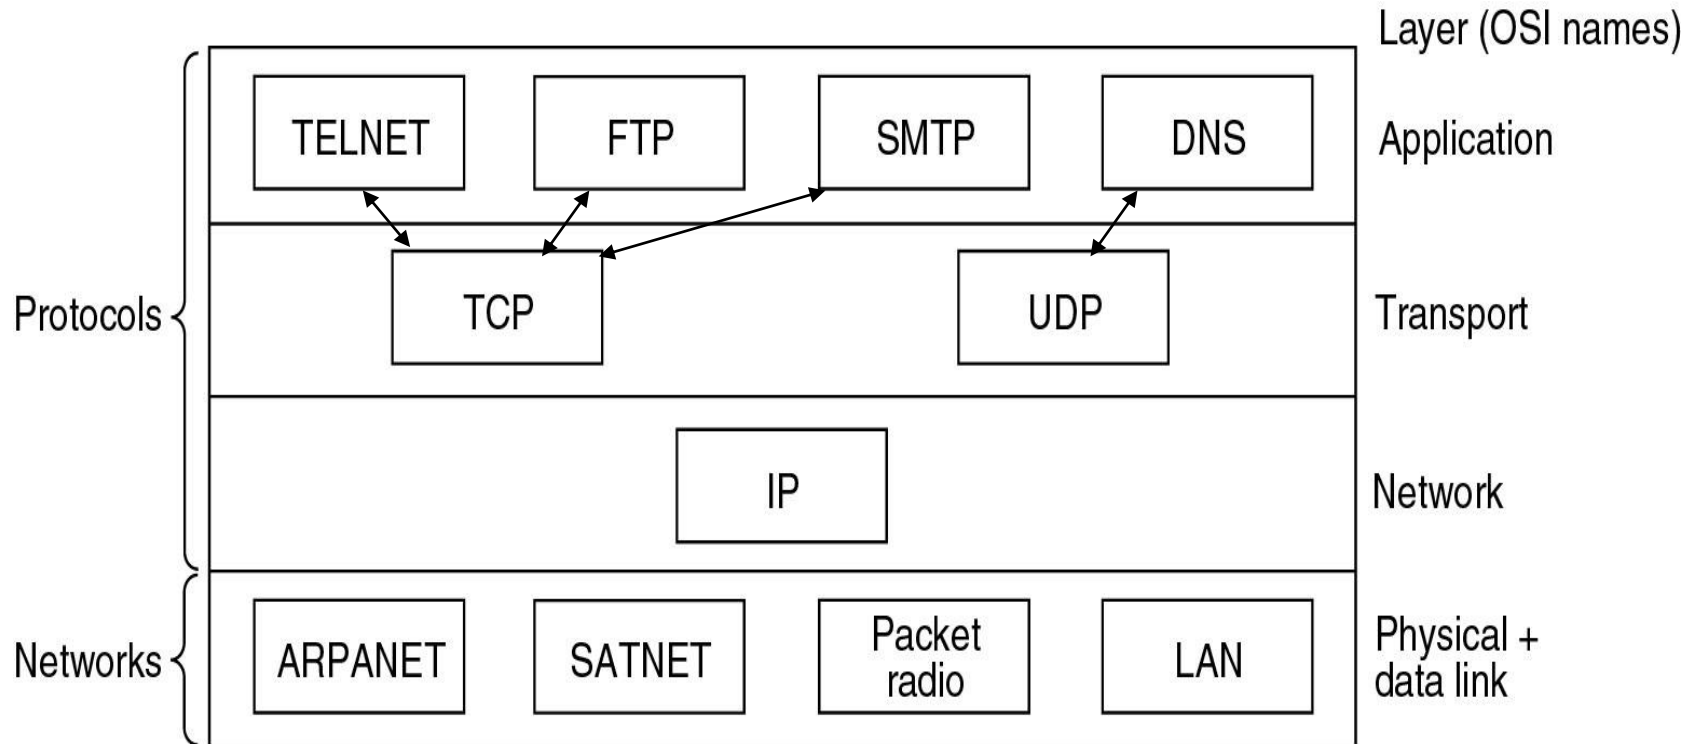 Layer (OSI names)
TELNET
FTP
SMTP
DNS
Application
Protocols
TCP
UDP
Transport
IP
Network
Networks
ARPANET
SATNET
Packet
radio
LAN
Physical +
data link